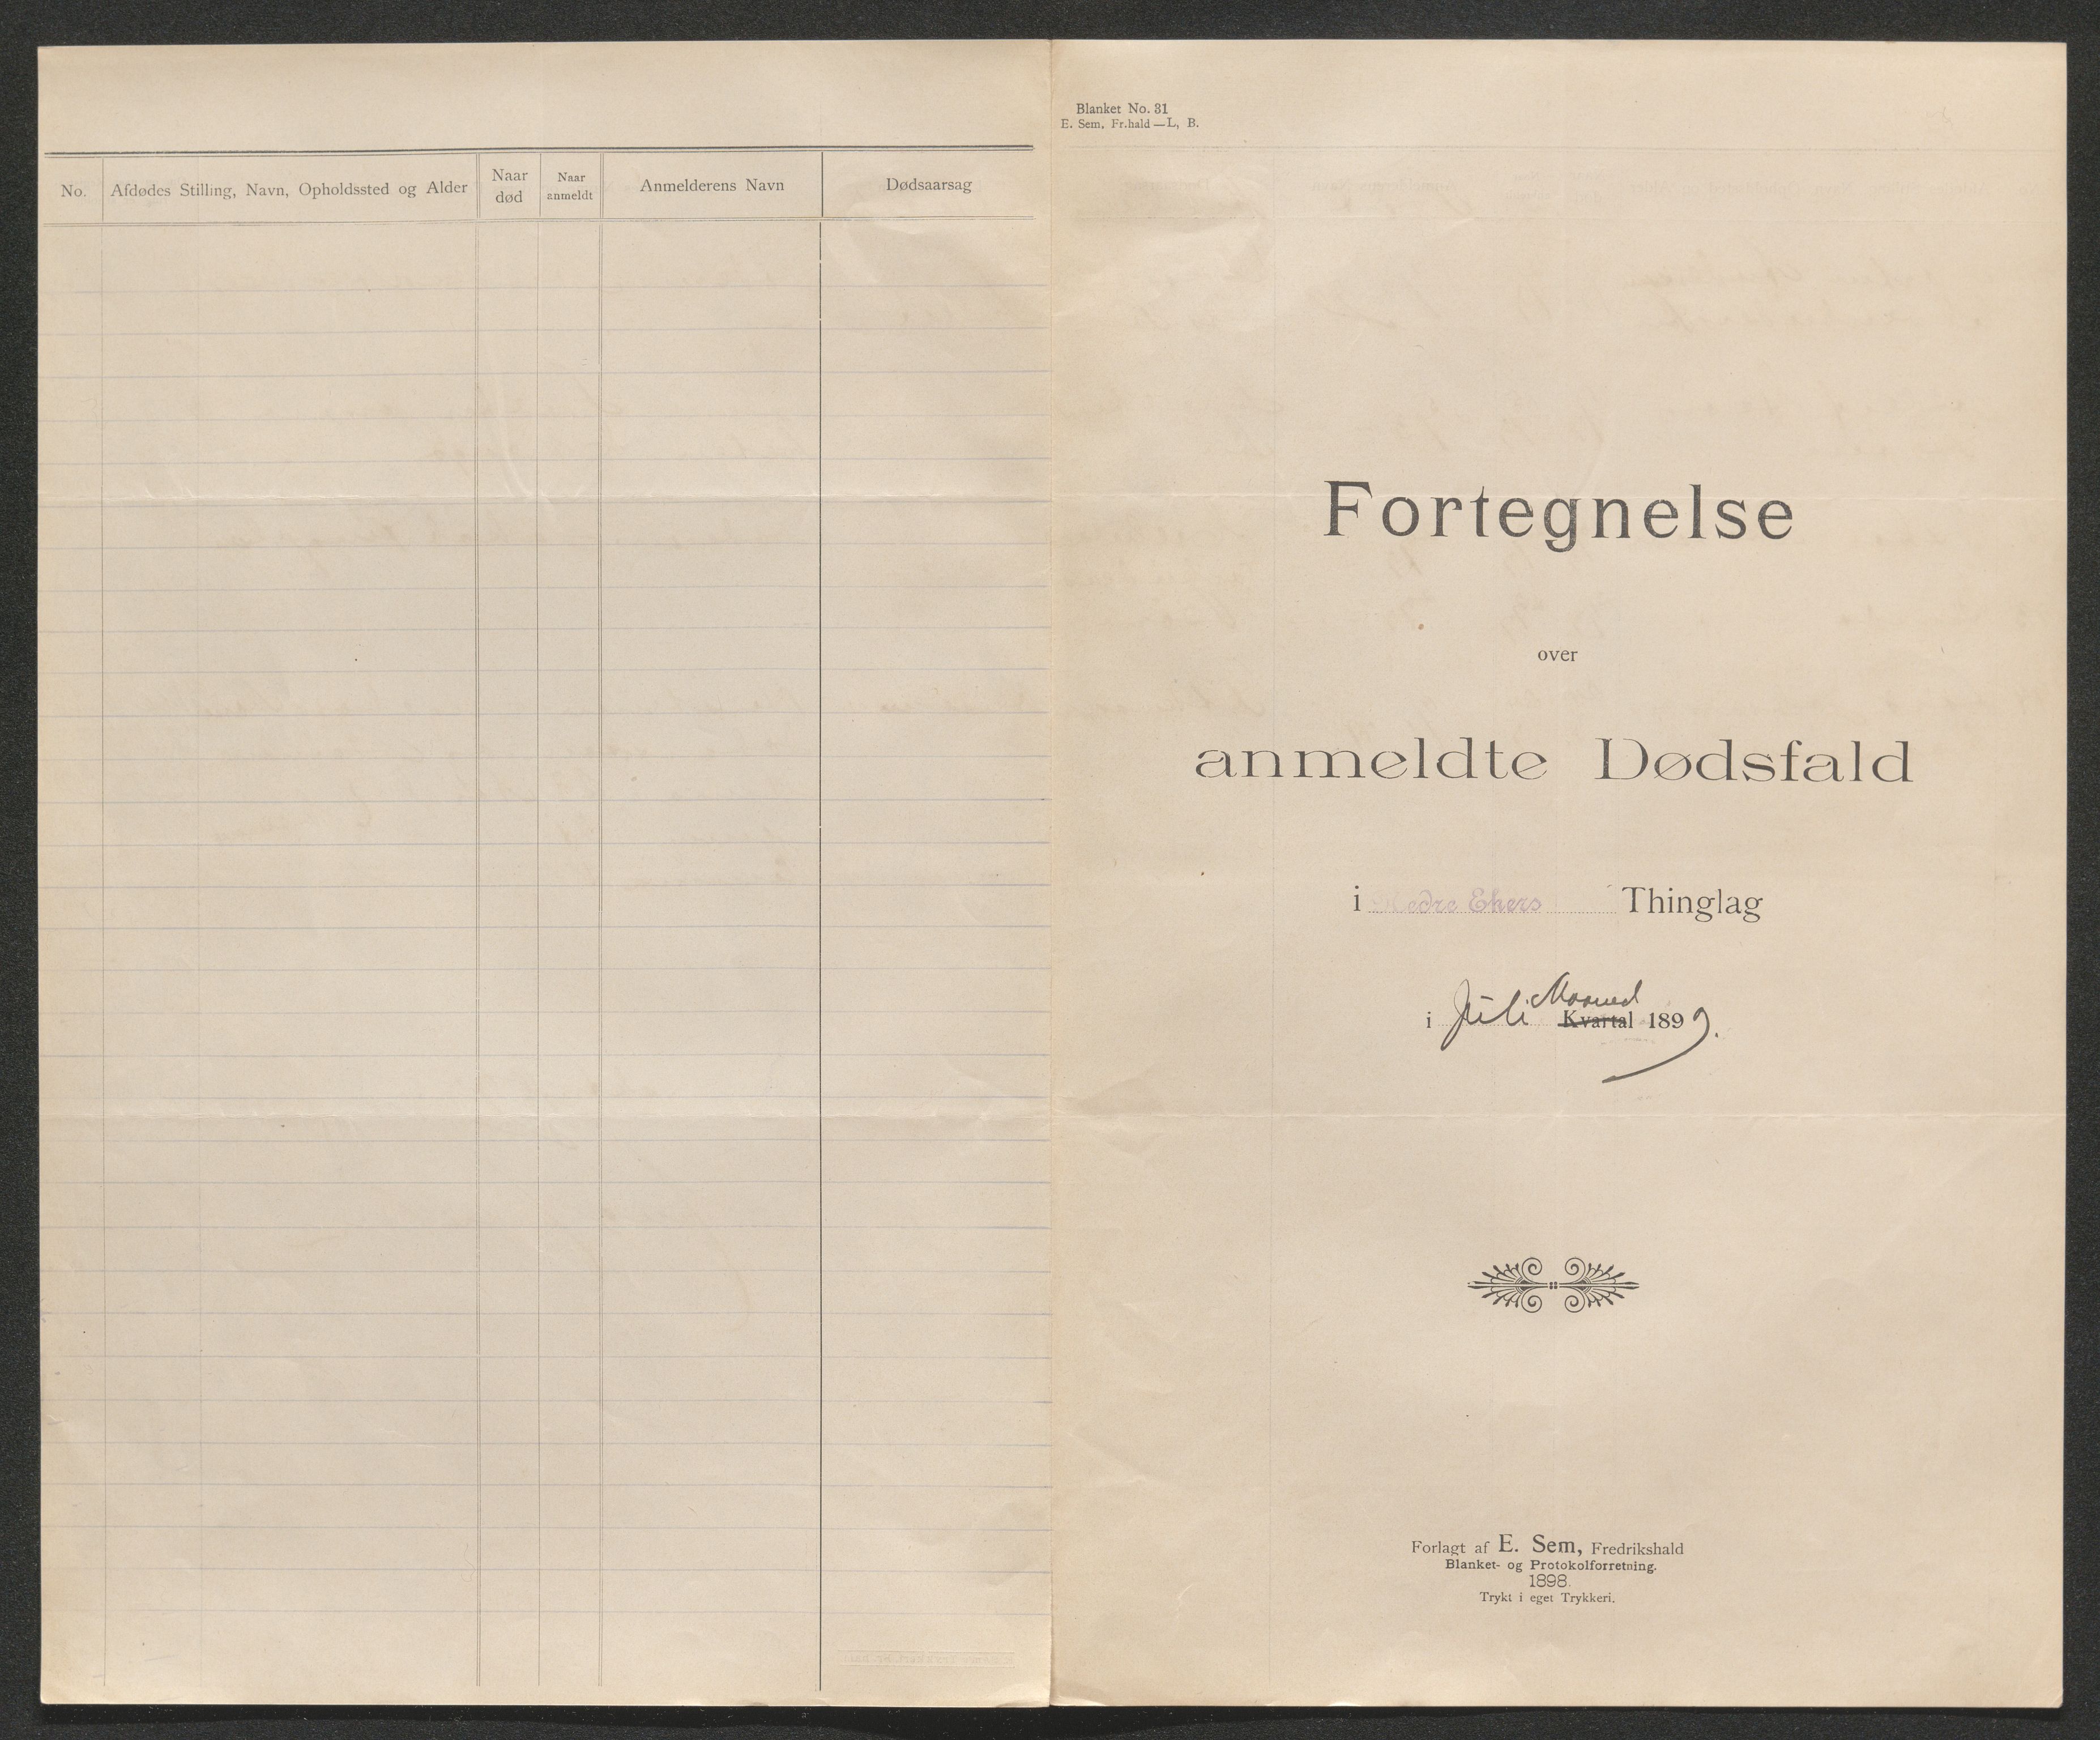 No.
Afdødes Stilling, Navn, Opholdssted og Alder
Naar død
Naar anmeldt
Anmelderens Navn
Dødsaarsag
Blanket No. 31
E. Sem, Fr.hald—L, B.
Fortegnelse
over
anmeldte Dødsfald
i Nedre Ekers Thinglag
i Juli Maaned Kvartal 1899.
Forlagt af E. Sem, Fredrikshald
Blanket- og Protokolforretning.
1898.
Trykt i eget Trykkeri.